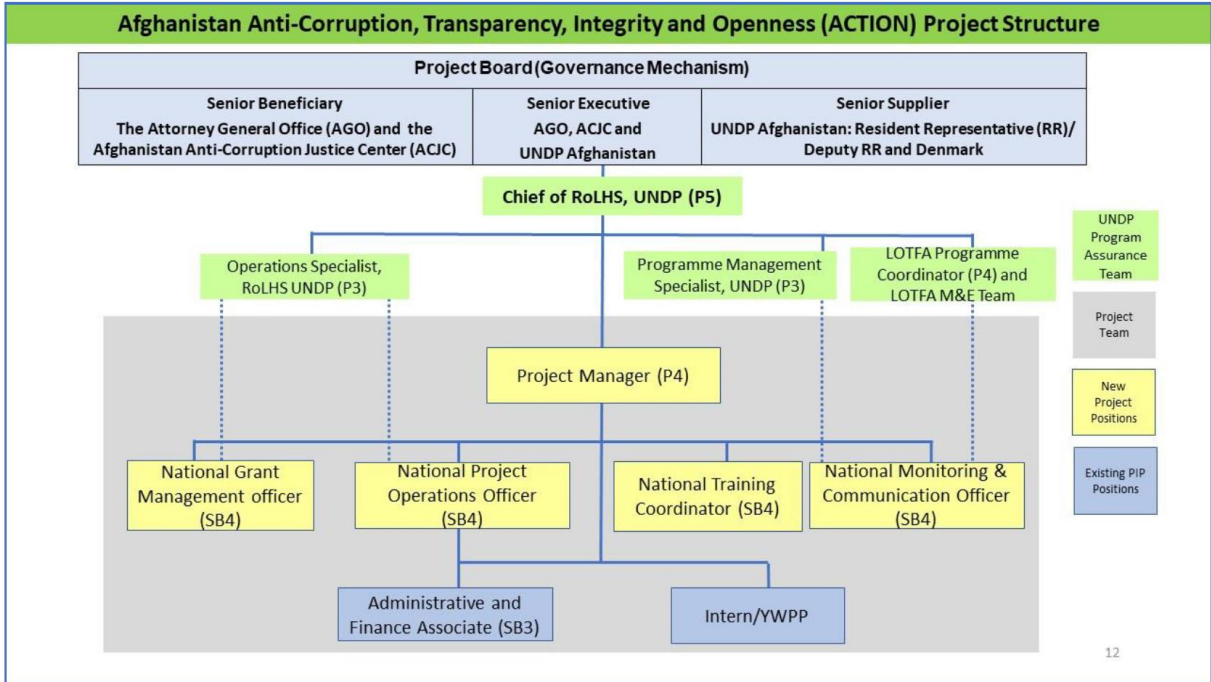 Afghanistan Anti-Corruption, Transparency, Integrity and Openness (ACTION) Project Structure
Project Board (Governance Mechanism)
Senior Beneficiary
The Attorney General Office (AGO) and the
Afghanistan Anti-Corruption Justice Center (ACJC)
Senior Executive
AGO, ACJC and
UNDP Afghanistan
Senior Supplier
UNDP Afghanistan: Resident Representative (RR)/
Deputy RR and Denmark
Chief of RoLHS, UNDP (P5)
Operations Specialist,
RoLHS UNDP (P3)
Programme Management
Specialist, UNDP (P3)
LOTFA Programme
Coordinator (P4) and
LOTFA M&E Team
UNDP
Program
Assurance
Team
Project
Team
New
Project
Positions
Existing PIP
Positions
Project Manager (P4)
National Grant
Management officer
(SB4)
National Project
Operations Officer
(SB4)
National Training
Coordinator (SB4)
National Monitoring &
Communication Officer
(SB4)
Administrative and
Finance Associate (SB3)
Intern/YWPP
12